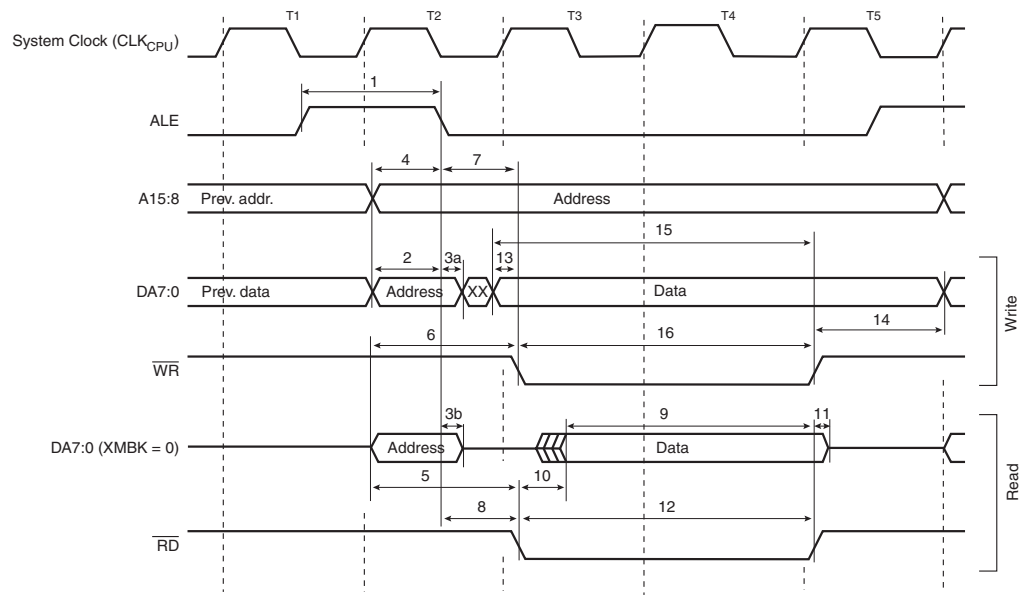 T1 T2 T3 T4 T5
System Clock (CLKCPU)
1
ALE
4 7
A15:8 Prev. addr. Address
15
2 3a 13
DA7:0 Prev. data Address XX Data
14
6 16
WR
Write
3b 9 11
DA7:0 (XMBK = 0) Address Data
5 10
8 12
RD
Read